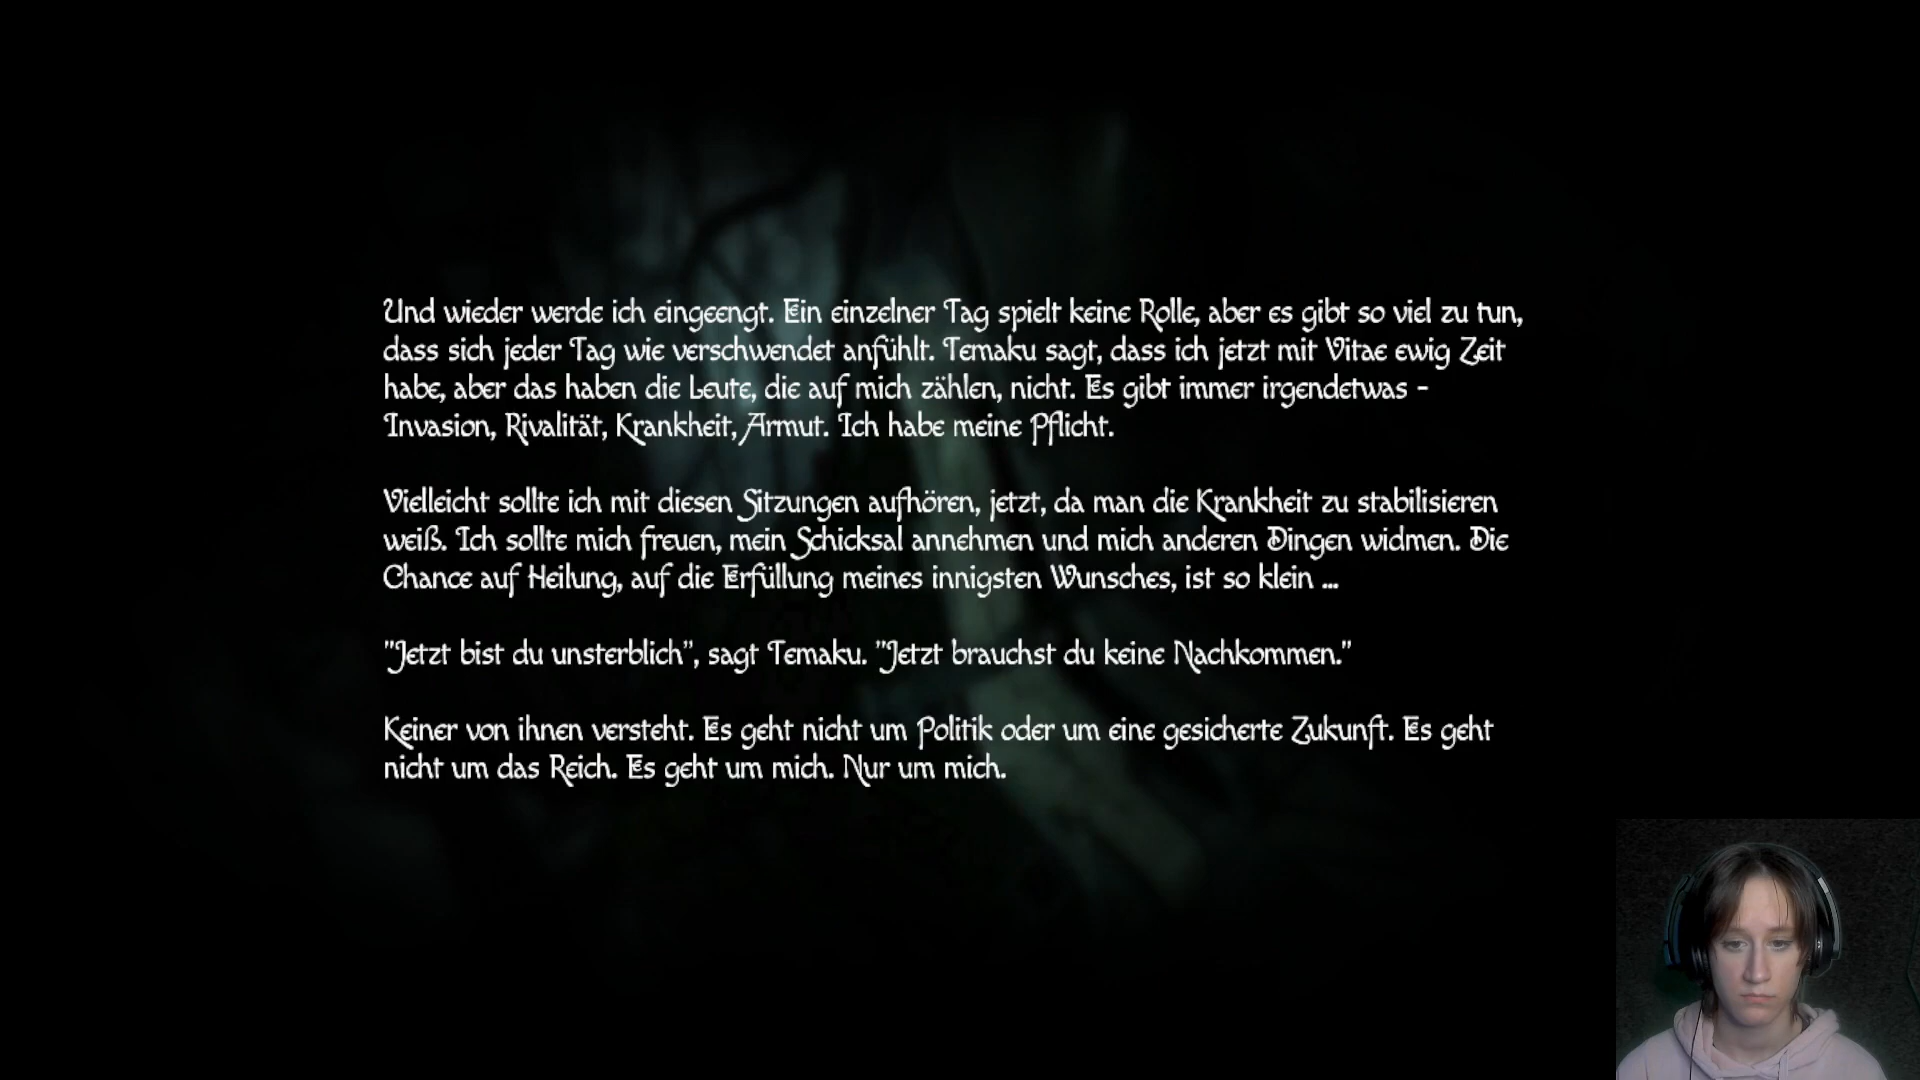 Und wieder werde ich eingeengt. Ein einzelner Tag spielt keine Rolle, aber es gibt so viel zu tun,
dass sich jeder Tag wie verschwendet anfühlt. Temaku sagt, dass ich jetzt mit Vitae ewig Zeit
habe, aber das haben die Leute, die auf mich zählen, nicht. Es gibt immer irgendetwas -
Invasion, Rivalität, Krankheit, Armut. Ich habe meine Pflicht.
Vielleicht sollte ich mit diesen Sitzungen aufhören, jetzt, da man die Krankheit zu stabilisieren
weiß. Ich sollte mich freuen, mein Schicksal annehmen und mich anderen Dingen widmen. Die
Chance auf Heilung, auf die Erfüllung meines innigsten Wunsches, ist so klein ...
"Jetzt bist du unsterblich", sagt Temaku. "Jetzt brauchst du keine Nachkommen."
Keiner von ihnen versteht. Es geht nicht um Politik oder um eine gesicherte Zukunft. Es geht
nicht um das Reich. Es geht um mich. Nur um mich.